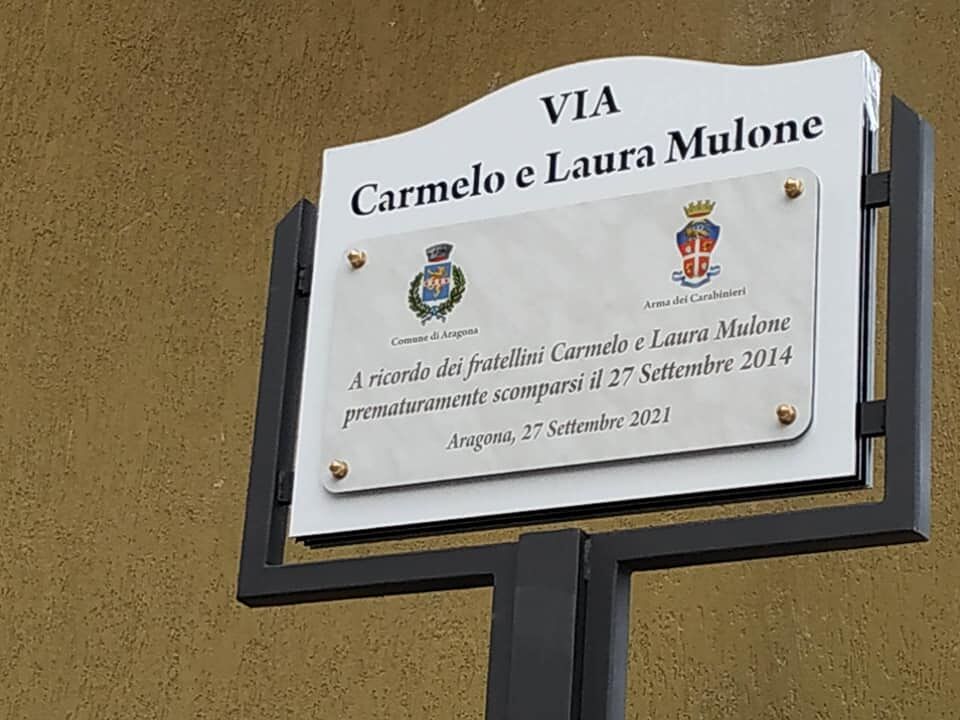 VIA
Carmelo e Laura Mulone
Comune di Aragona
Arma dei Carabinieri
A ricordo dei fratellini Carmelo e Laura Mulone
prematuramente scomparsi il 27 Settembre 2014
Aragona, 27 Settembre 2021